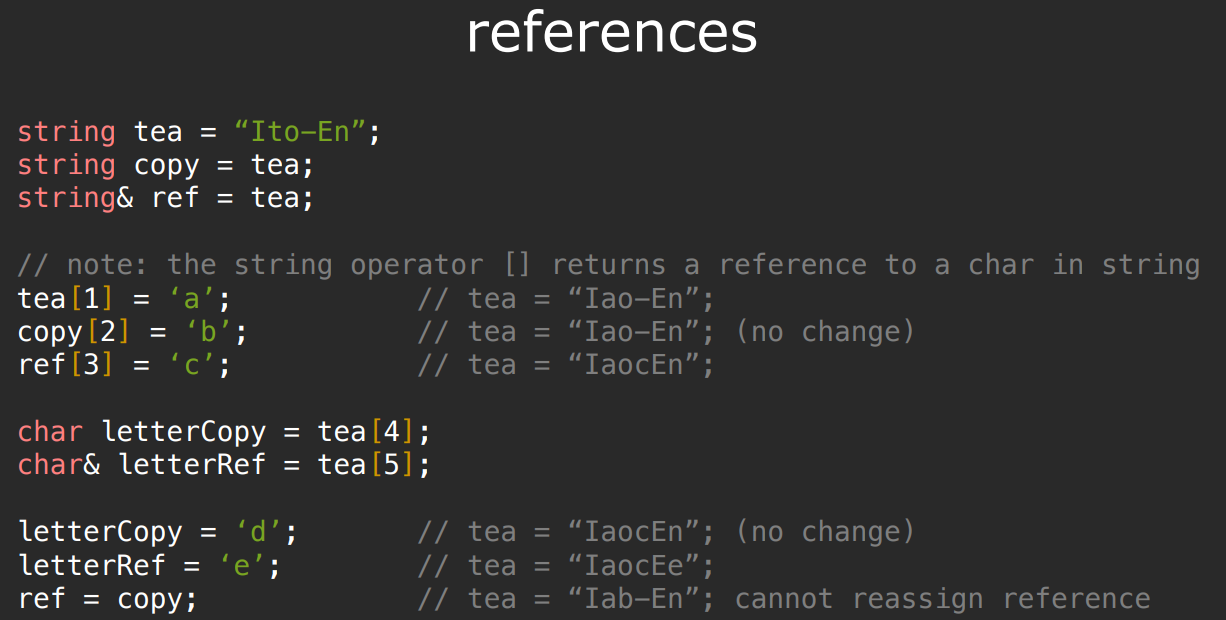 references
string tea = “Ito-En”;
string copy = tea;
string& ref = tea;
// note: the string operator [] returns a reference to a char in string
tea[1] = ‘a’; // tea = “Iao-En”;
copy[2] = ‘b’; // tea = “Iao-En”; (no change)
ref[3] = ‘c’; // tea = “IaocEn”;
char letterCopy = tea[4];
char& letterRef = tea[5];
letterCopy = ‘d’; // tea = “IaocEn”; (no change)
letterRef = ‘e’; // tea = “IaocEe”;
ref = copy; // tea = “Iab-En”; cannot reassign reference